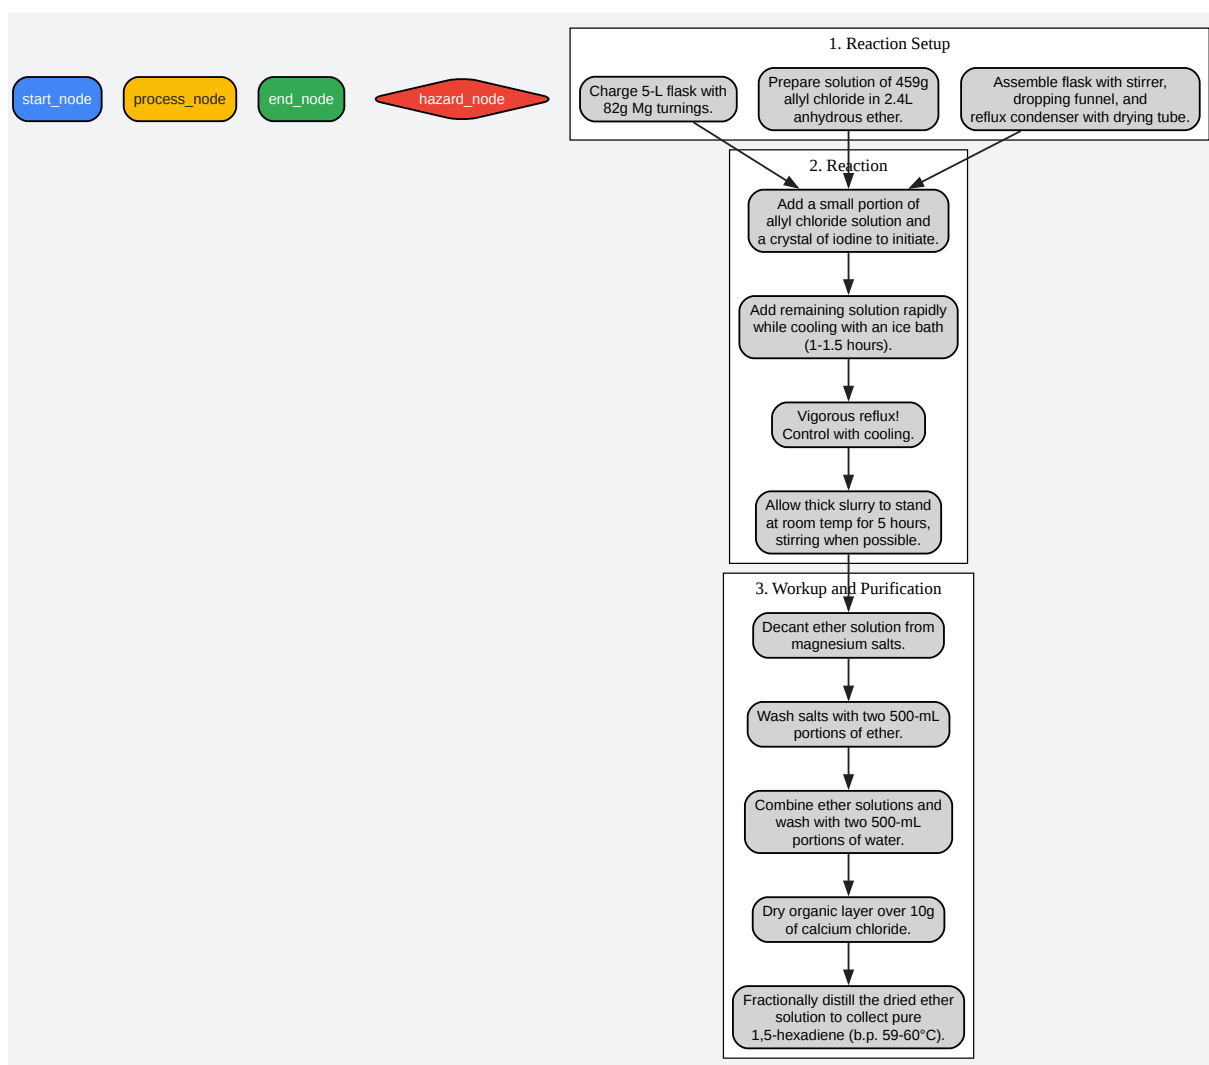 start_node
process_node
end_node
hazard_node
1. Reaction Setup
Charge 5-L flask with
82g Mg turnings.
Prepare solution of 459g
allyl chloride in 2.4L
anhydrous ether.
Assemble flask with stirrer,
dropping funnel, and
reflux condenser with drying tube.
2. Reaction
Add a small portion of
allyl chloride solution and
a crystal of iodine to initiate.
Add remaining solution rapidly
while cooling with an ice bath
(1-1.5 hours).
Vigorous reflux!
Control with cooling.
Allow thick slurry to stand
at room temp for 5 hours,
stirring when possible.
3. Workup and Purification
Decant ether solution from
magnesium salts.
Wash salts with two 500-mL
portions of ether.
Combine ether solutions and
wash with two 500-mL
portions of water.
Dry organic layer over 10g
of calcium chloride.
Fractionally distill the dried ether
solution to collect pure
1,5-hexadiene (b.p. 59-60°C).